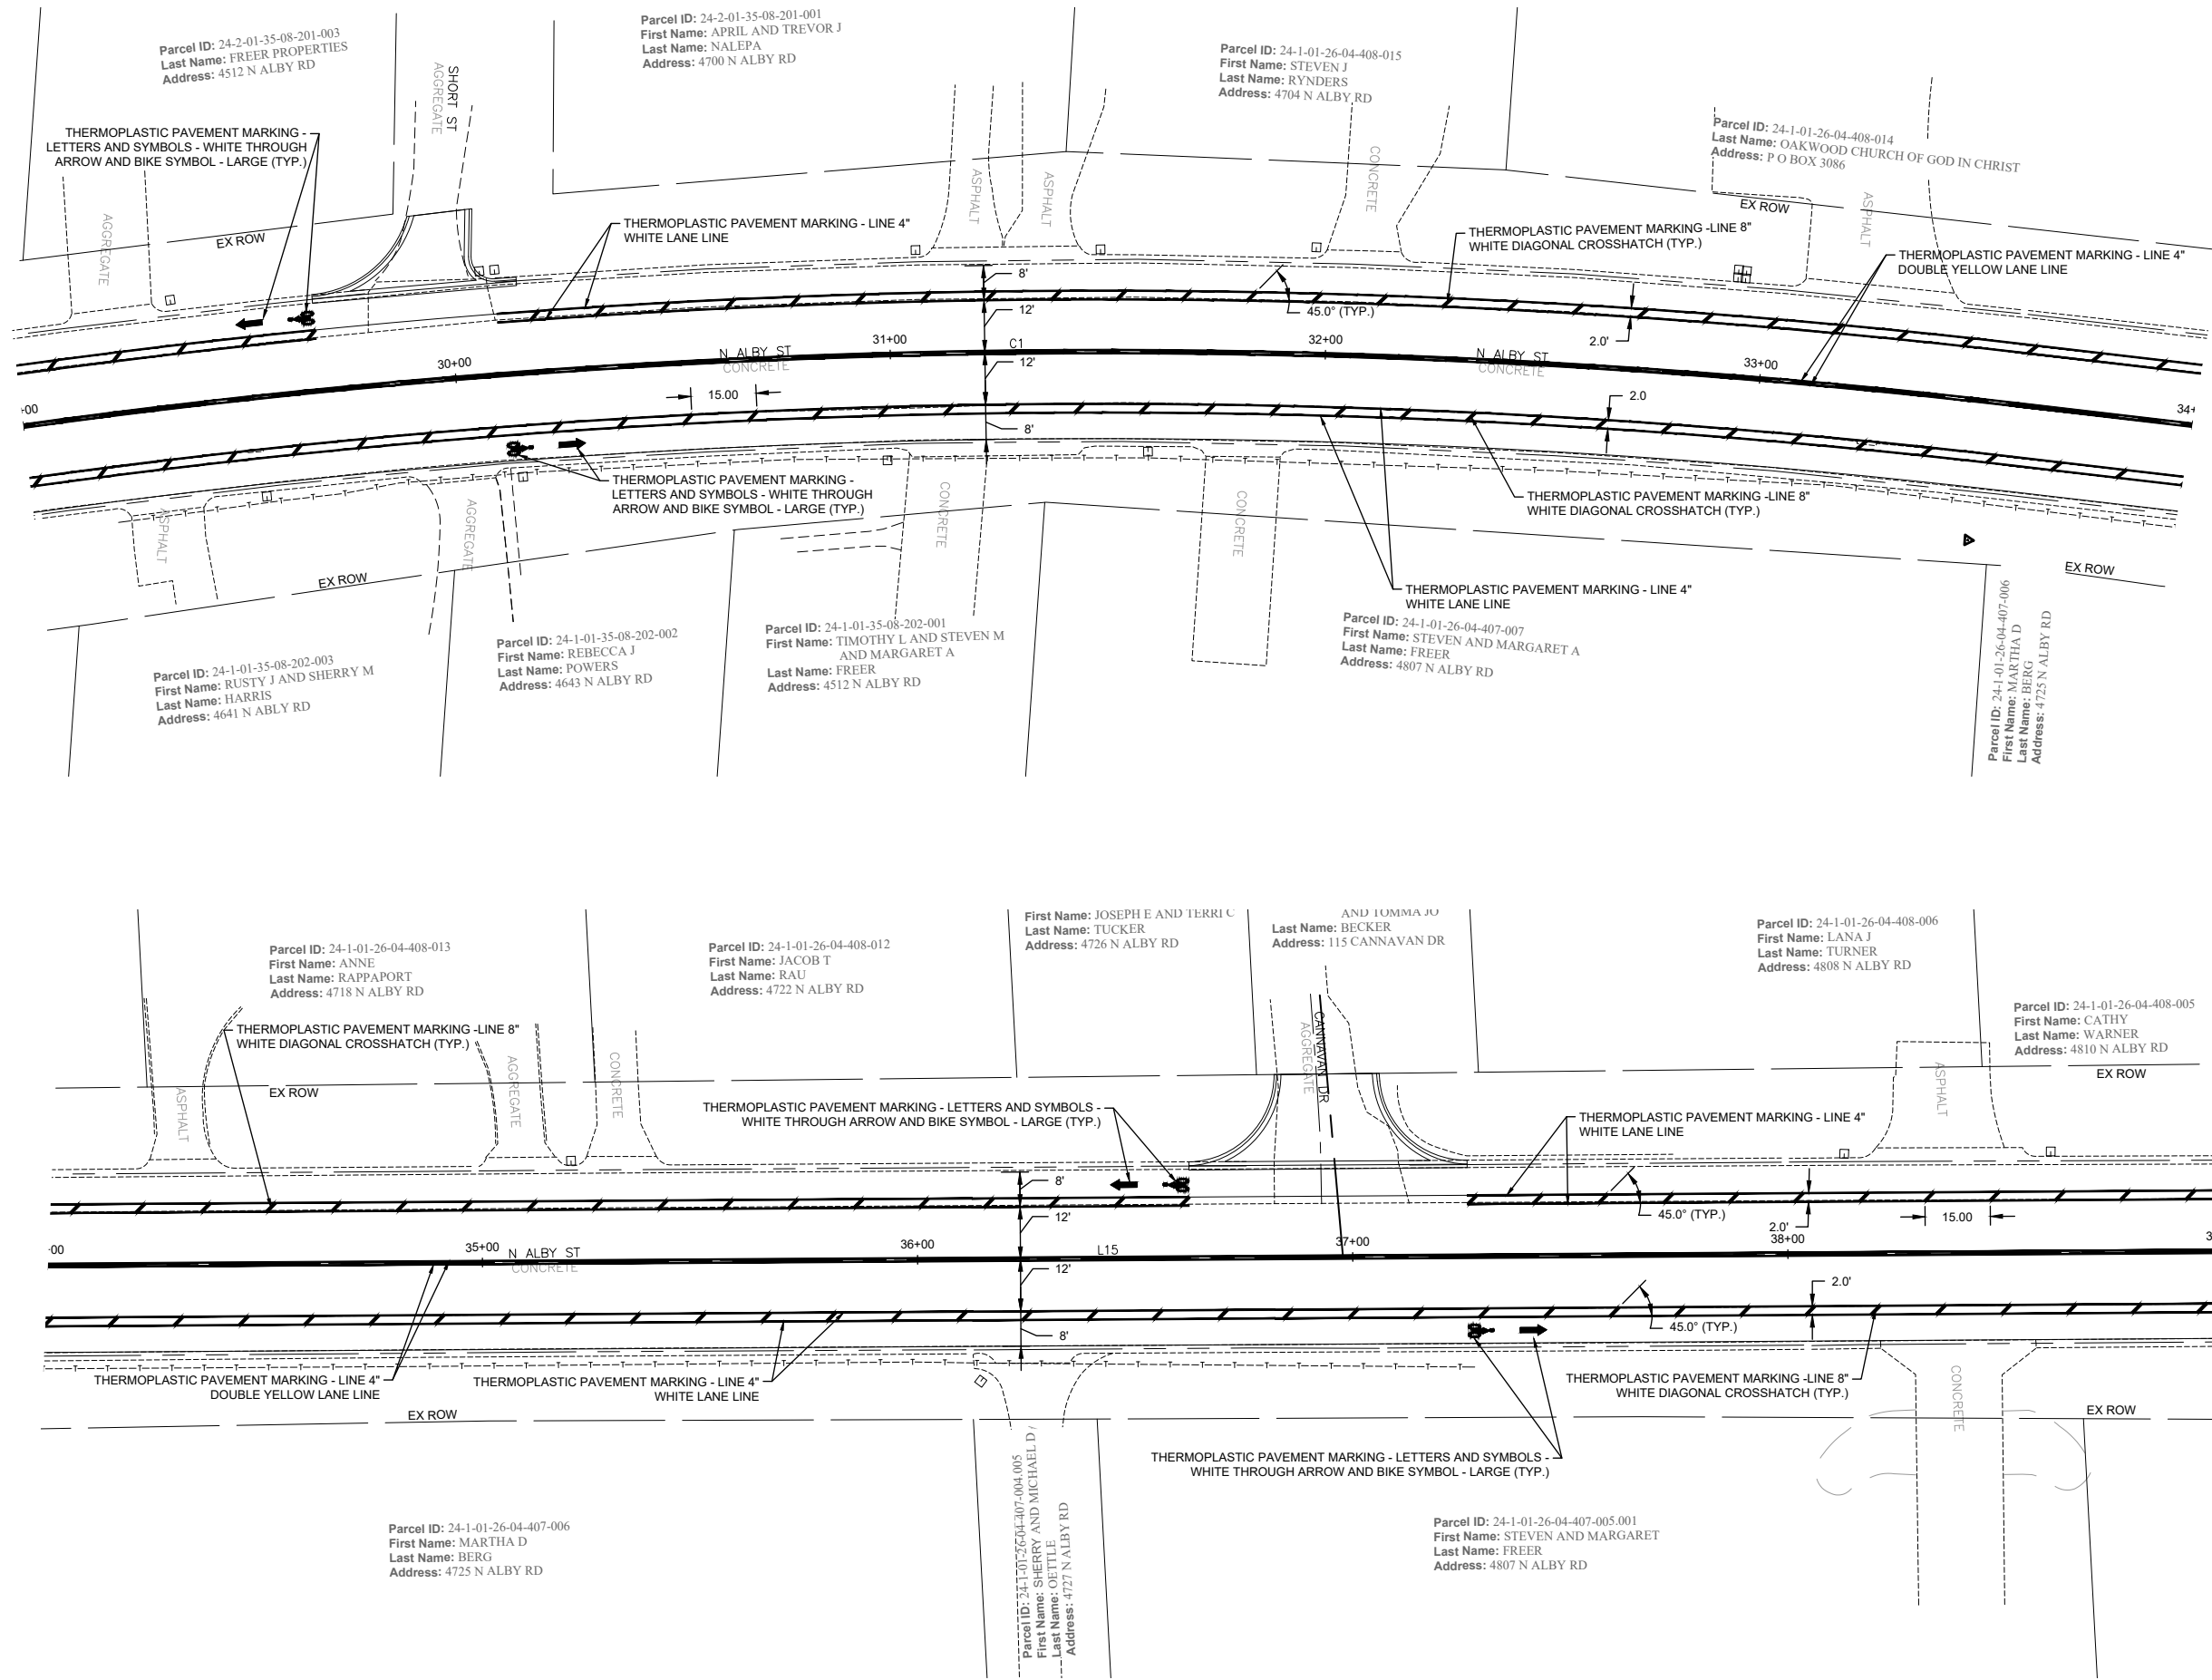 Parcel ID: 24-2-01-35-08-201-003
Last Name: FREER PROPERTIES
Address: 4512 N ALBY RD
SHORT ST
AGGREGATE
Parcel ID: 24-2-01-35-08-201-001
First Name: APRIL AND TREVOR J
Last Name: NALEPA
Address: 4700 N ALBY RD
Parcel ID: 24-1-01-26-04-408-015
First Name: STEVEN J
Last Name: RYNDERS
Address: 4704 N ALBY RD
Parcel ID: 24-1-01-26-04-408-014
Last Name: OAKWOOD CHURCH OF GOD IN CHRIST
Address: P O BOX 3086
THERMOPLASTIC PAVEMENT MARKING -
LETTERS AND SYMBOLS - WHITE THROUGH
ARROW AND BIKE SYMBOL - LARGE (TYP.)
AGGREGATE
EX ROW
THERMOPLASTIC PAVEMENT MARKING - LINE 4"
WHITE LANE LINE
ASPHALT
ASPHALT
CONCRETE
THERMOPLASTIC PAVEMENT MARKING -LINE 8"
WHITE DIAGONAL CROSSHATCH (TYP.)
EX ROW
ASPHALT
THERMOPLASTIC PAVEMENT MARKING - LINE 4"
DOUBLE YELLOW LANE LINE
8'
12'
45.0° (TYP.)
2.0'
+00
30+00
N ALBY ST
CONCRETE
31+00
C1
12'
32+00
N ALBY ST
CONCRETE
33+00
34+
15.00
2.0
8'
THERMOPLASTIC PAVEMENT MARKING -
LETTERS AND SYMBOLS - WHITE THROUGH
ARROW AND BIKE SYMBOL - LARGE (TYP.)
THERMOPLASTIC PAVEMENT MARKING -LINE 8"
WHITE DIAGONAL CROSSHATCH (TYP.)
ASPHALT
AGGREGATE
CONCRETE
CONCRETE
EX ROW
EX ROW
THERMOPLASTIC PAVEMENT MARKING - LINE 4"
WHITE LANE LINE
Parcel ID: 24-1-01-35-08-202-003
First Name: RUSTY J AND SHERRY M
Last Name: HARRIS
Address: 4641 N ABLY RD
Parcel ID: 24-1-01-35-08-202-002
First Name: REBECCA J
Last Name: POWERS
Address: 4643 N ALBY RD
Parcel ID: 24-1-01-35-08-202-001
First Name: TIMOTHY L AND STEVEN M
AND MARGARET A
Last Name: FREER
Address: 4512 N ALBY RD
Parcel ID: 24-1-01-26-04-407-007
First Name: STEVEN AND MARGARET A
Last Name: FREER
Address: 4807 N ALBY RD
Parcel ID: 24-1-01-26-04-407-006
First Name: MARTHA D
Last Name: BERG
Address: 4725 N ALBY RD
Parcel ID: 24-1-01-26-04-408-013
First Name: ANNE
Last Name: RAPPAPORT
Address: 4718 N ALBY RD
Parcel ID: 24-1-01-26-04-408-012
First Name: JACOB T
Last Name: RAU
Address: 4722 N ALBY RD
First Name: JOSEPH E AND TERRI C
Last Name: TUCKER
Address: 4726 N ALBY RD
AND TOMMA JO
Last Name: BECKER
Address: 115 CANNAVAN DR
Parcel ID: 24-1-01-26-04-408-006
First Name: LANA J
Last Name: TURNER
Address: 4808 N ALBY RD
Parcel ID: 24-1-01-26-04-408-005
First Name: CATHY
Last Name: WARNER
Address: 4810 N ALBY RD
THERMOPLASTIC PAVEMENT MARKING -LINE 8"
WHITE DIAGONAL CROSSHATCH (TYP.)
ASPHALT
EX ROW
AGGREGATE
CONCRETE
CANNAVAN DR
AGGREGATE
ASPHALT
EX ROW
THERMOPLASTIC PAVEMENT MARKING - LETTERS AND SYMBOLS -
WHITE THROUGH ARROW AND BIKE SYMBOL - LARGE (TYP.)
THERMOPLASTIC PAVEMENT MARKING - LINE 4"
WHITE LANE LINE
8'
12'
45.0° (TYP.)
2.0'
15.00
+00
35+00
N ALBY ST
CONCRETE
36+00
L15
37+00
38+00
3
12'
2.0'
8'
45.0° (TYP.)
THERMOPLASTIC PAVEMENT MARKING - LINE 4"
DOUBLE YELLOW LANE LINE
THERMOPLASTIC PAVEMENT MARKING - LINE 4"
WHITE LANE LINE
THERMOPLASTIC PAVEMENT MARKING -LINE 8"
WHITE DIAGONAL CROSSHATCH (TYP.)
CONCRETE
EX ROW
EX ROW
THERMOPLASTIC PAVEMENT MARKING - LETTERS AND SYMBOLS -
WHITE THROUGH ARROW AND BIKE SYMBOL - LARGE (TYP.)
Parcel ID: 24-1-01-26-04-407-006
First Name: MARTHA D
Last Name: BERG
Address: 4725 N ALBY RD
Parcel ID: 24-1-01-26-04-407-004.005
First Name: SHERRY AND MICHAEL D
Last Name: OETTLE
Address: 4727 N ALBY RD
Parcel ID: 24-1-01-26-04-407-005.001
First Name: STEVEN AND MARGARET
Last Name: FREER
Address: 4807 N ALBY RD